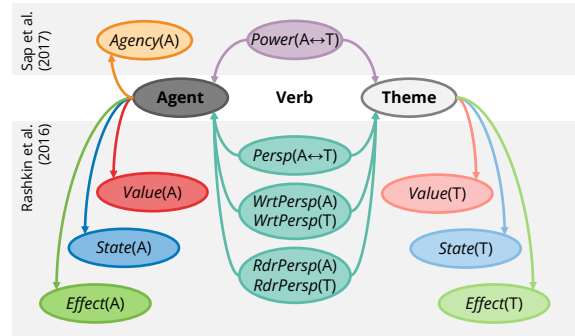 Sap et al.
(2017)
Agency(A)
Power(A↔T)
Agent
Verb
Theme
Rashkin et al.
(2016)
Persp(A↔T)
Value(A)
WrtPersp(A)
WrtPersp(T)
Value(T)
State(A)
State(T)
RdrPersp(A)
RdrPersp(T)
Effect(A)
Effect(T)